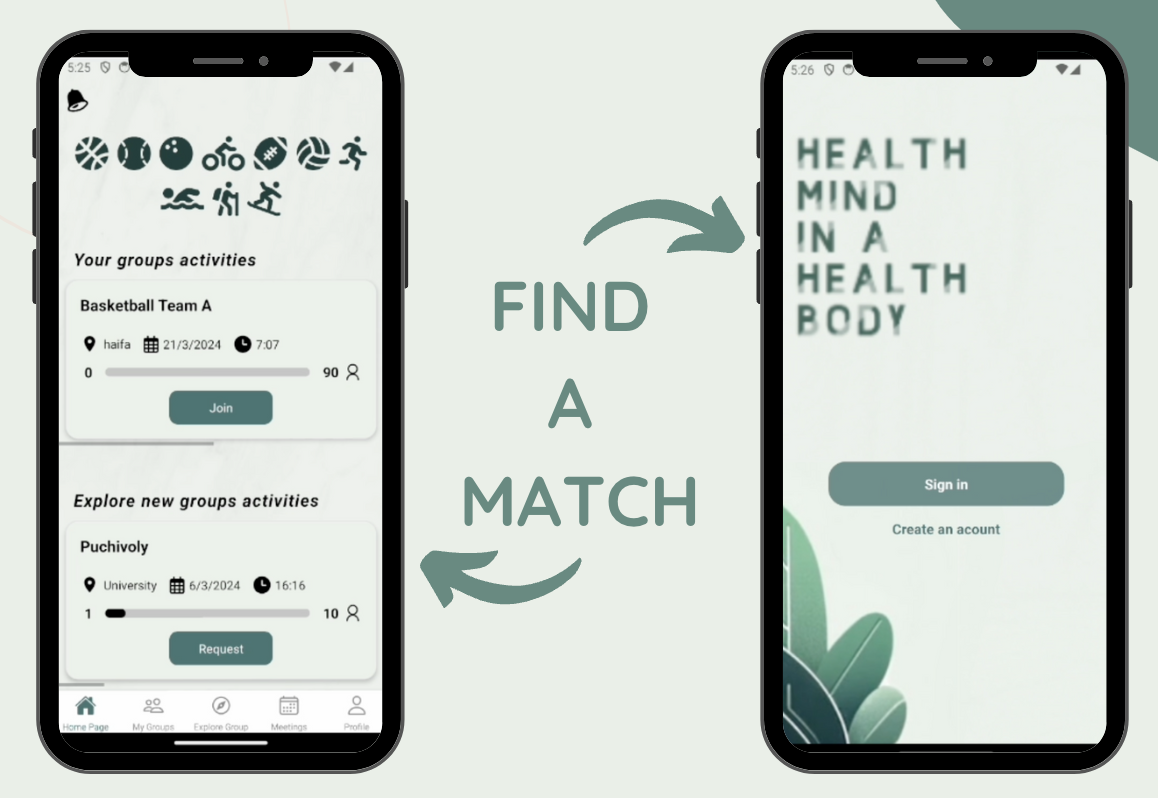 5:25
Your groups activities
Basketball Team A
haifa 21/3/2024 7:07
0 90
Join
Explore new groups activities
Puchivoly
University 6/3/2024 16:16
1 10
Request
Home Page My Groups Explore Group Meetings Profile
FIND
A
MATCH
5:26
HEALTH
MIND
IN A
HEALTH
BODY
Sign in
Create an acount